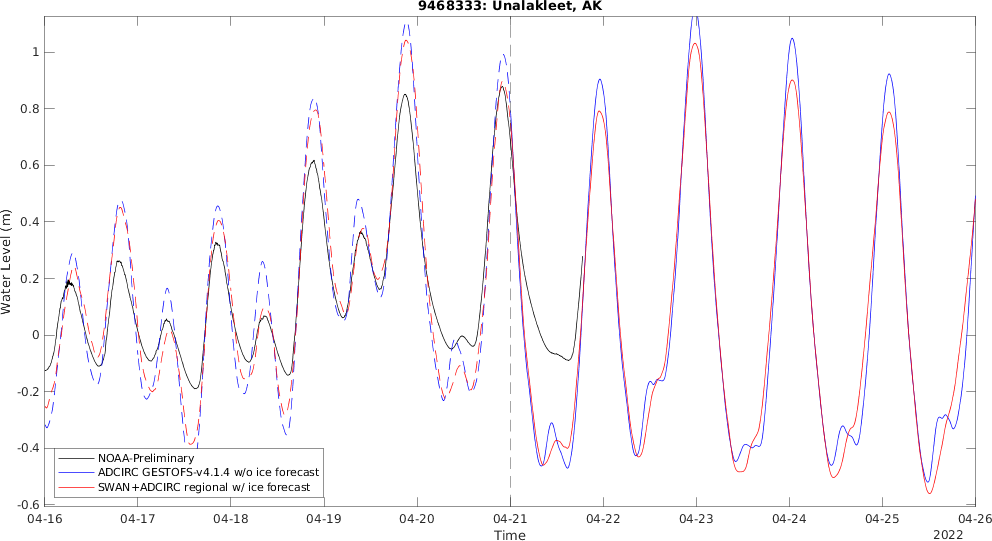 9468333: Unalakleet, AK
1
0.8
0.6
0.4
0.2
0
-0.2
-0.4
-0.6
Water Level (m)
NOAA-Preliminary
ADCIRC GESTOFS-v4.1.4 w/o ice forecast
SWAN+ADCIRC regional w/ ice forecast
04-16 04-17 04-18 04-19 04-20 04-21 04-22 04-23 04-24 04-25 04-26
Time
2022